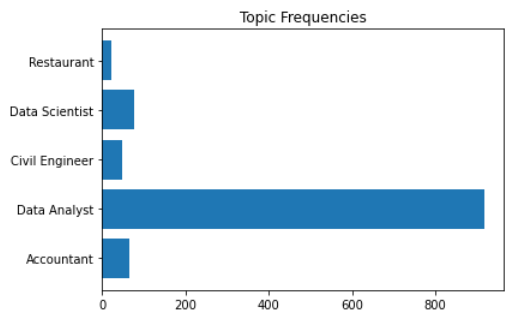 Topic Frequencies
Restaurant
Data Scientist
Civil Engineer
Data Analyst
Accountant
0 200 400 600 800